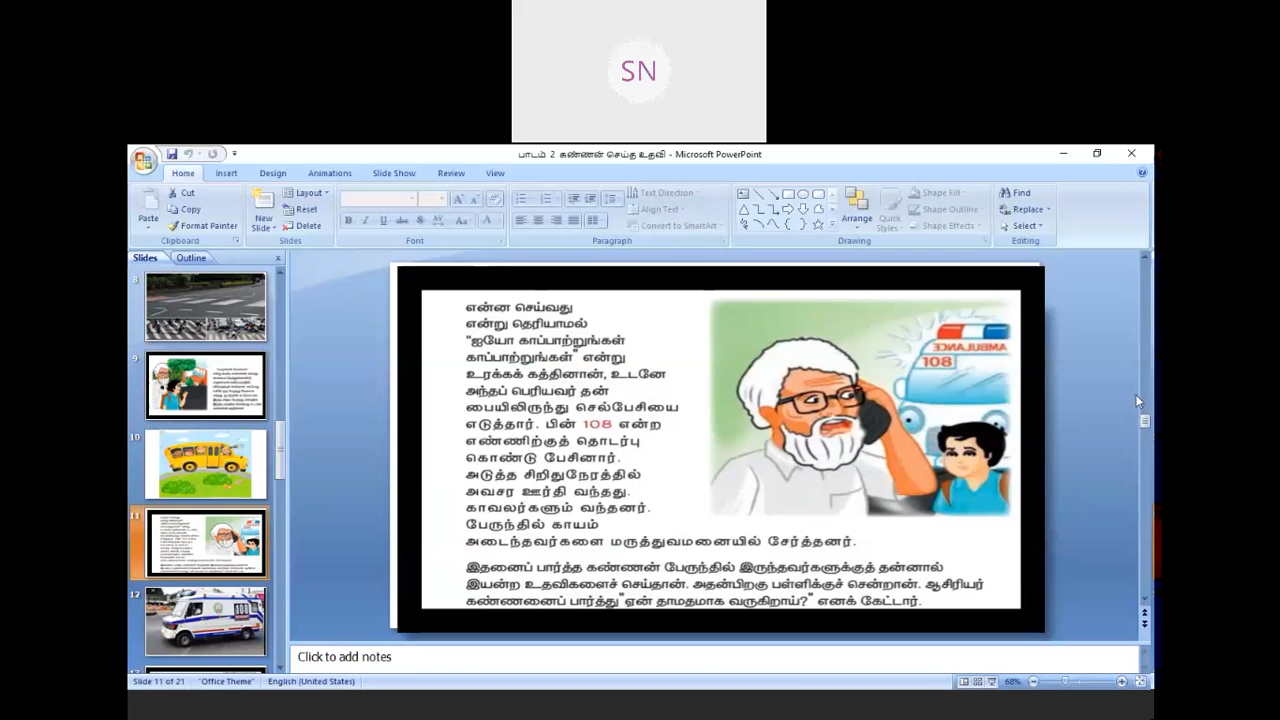 SN
பாடம் 2 கண்ணன் செய்த உதவி - Microsoft PowerPoint
Home Insert Design Animations Slide Show Review View
Cut
Copy
Format Painter
Paste
Clipboard
New Slide
Layout
Reset
Delete
Slides
Font
Text Direction
Align Text
Convert to SmartArt
Paragraph
Arrange
Quick Styles
Shape Fill
Shape Outline
Shape Effects
Drawing
Find
Replace
Select
Editing
Slides Outline
8
9
10
11
12
என்ன செய்வது
என்று தெரியாமல்
"ஐயோ காப்பாற்றுங்கள்
காப்பாற்றுங்கள்" என்று
உரக்கக் கத்தினான், உடனே
அந்தப் பெரியவர் தன்
பையிலிருந்து செல்பேசியை
எடுத்தார். பின் 108 என்ற
எண்ணிற்குத் தொடர்பு
கொண்டு பேசினார்.
அடுத்த சிறிதுநேரத்தில்
அவசர ஊர்தி வந்தது.
காவலர்களும் வந்தனர்.
பேருந்தில் காயம்
அடைந்தவர்களை மருத்துவமனையில் சேர்த்தனர்.
இதனைப் பார்த்த கண்ணன் பேருந்தில் இருந்தவர்களுக்குத் தன்னால்
இயன்ற உதவிகளைச் செய்தான். அதன்பிறகு பள்ளிக்குச் சென்றான். ஆசிரியர்
கண்ணனைப் பார்த்து"ஏன் தாமதமாக வருகிறாய்?" எனக் கேட்டார்.
AMBULANCE
108
Click to add notes
Slide 11 of 21 "Office Theme" English (United States) 68%